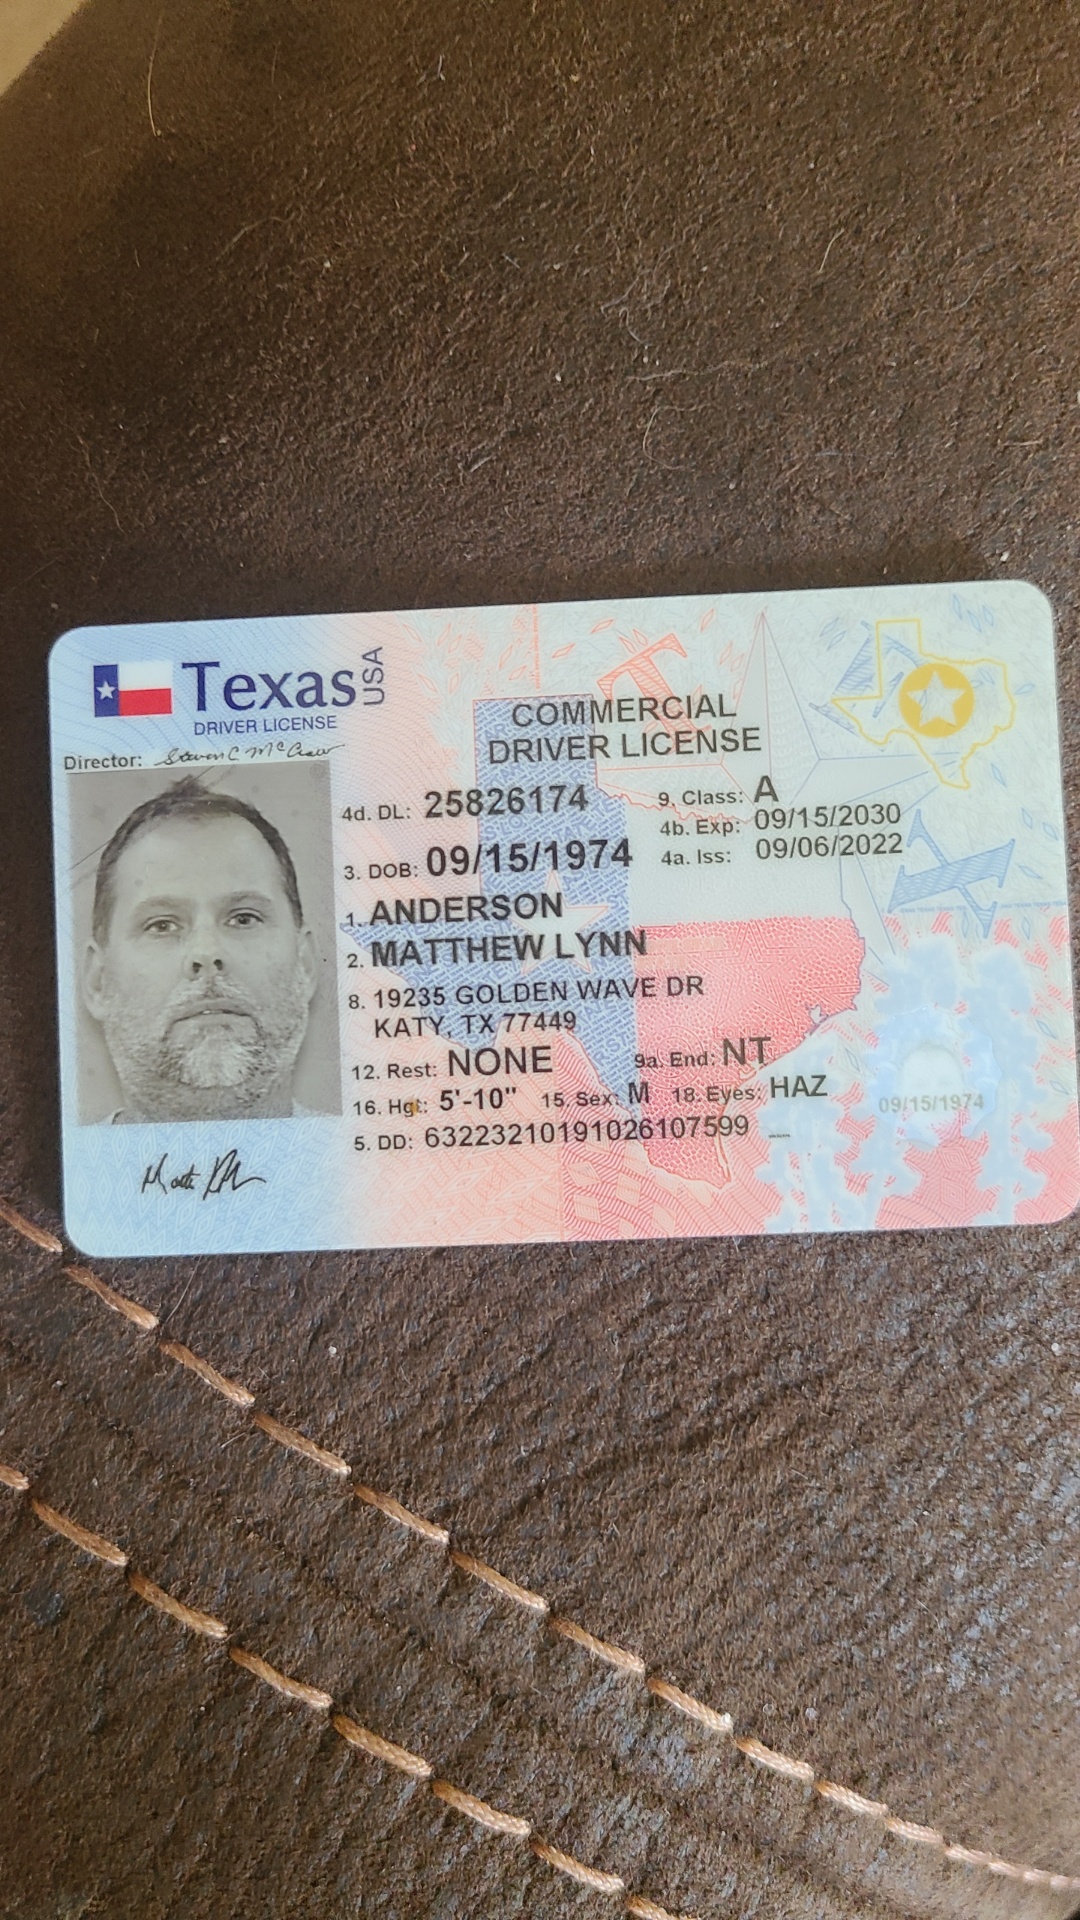 Texas USA
DRIVER LICENSE
Director: Steven C McCraw
COMMERCIAL
DRIVER LICENSE
4d. DL: 25826174
9. Class: A
4b. Exp: 09/15/2030
3. DOB: 09/15/1974
4a. Iss: 09/06/2022
1. ANDERSON
2. MATTHEW LYNN
8. 19235 GOLDEN WAVE DR
KATY, TX 77449
12. Rest: NONE
9a. End: NT
16. Hgt: 5'-10"
15. Sex: M
18. Eyes: HAZ
5. DD: 63223210191026107599
09/15/1974